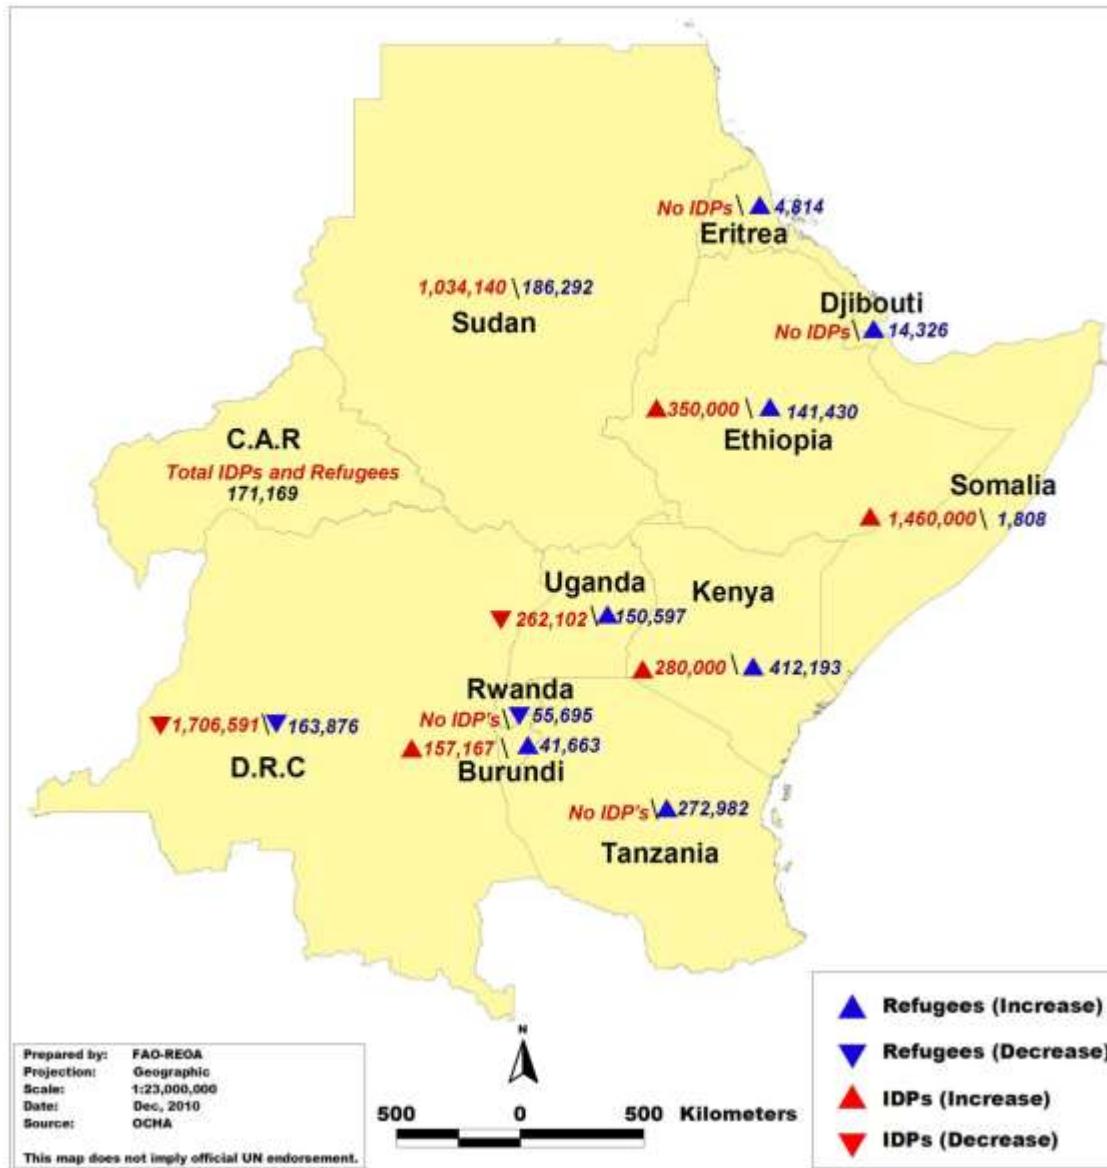 No IDPs \ 4,814
Eritrea
1,034,140 \ 186,292
Sudan
Djibouti
No IDPs \ 14,326
350,000 \ 141,430
Ethiopia
C.A.R
Total IDPs and Refugees
171,169
Somalia
1,460,000 \ 1,808
Uganda
262,102 \ 150,597
Kenya
280,000 \ 412,193
Rwanda
No IDP's \ 55,695
1,706,591 \ 163,876
D.R.C
157,167 \ 41,663
Burundi
No IDP's \ 272,982
Tanzania
Refugees (Increase)
Refugees (Decrease)
IDPs (Increase)
IDPs (Decrease)
N
500 0 500 Kilometers
Prepared by: FAO-REOA
Projection: Geographic
Scale: 1:23,000,000
Date: Dec, 2010
Source: OCHA
This map does not imply official UN endorsement.